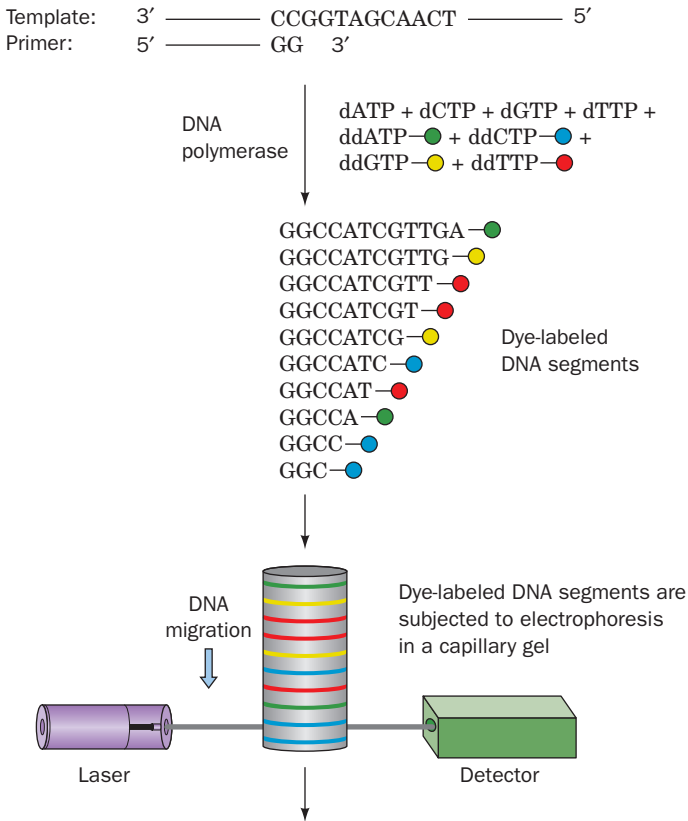 Template: 3′ CCGGTAGCAACT 5′
Primer: 5′ GG 3′
DNA
polymerase
dATP + dCTP + dGTP + dTTP +
ddATP + ddCTP +
ddGTP + ddTTP
GGCCATCGTTGA
GGCCATCGTTG
GGCCATCGTT
GGCCATCGT
GGCCATCG
GGCCATC
GGCCAT
GGCCA
GGCC
GGC
Dye-labeled
DNA segments
DNA
migration
Dye-labeled DNA segments are
subjected to electrophoresis
in a capillary gel
Laser
Detector